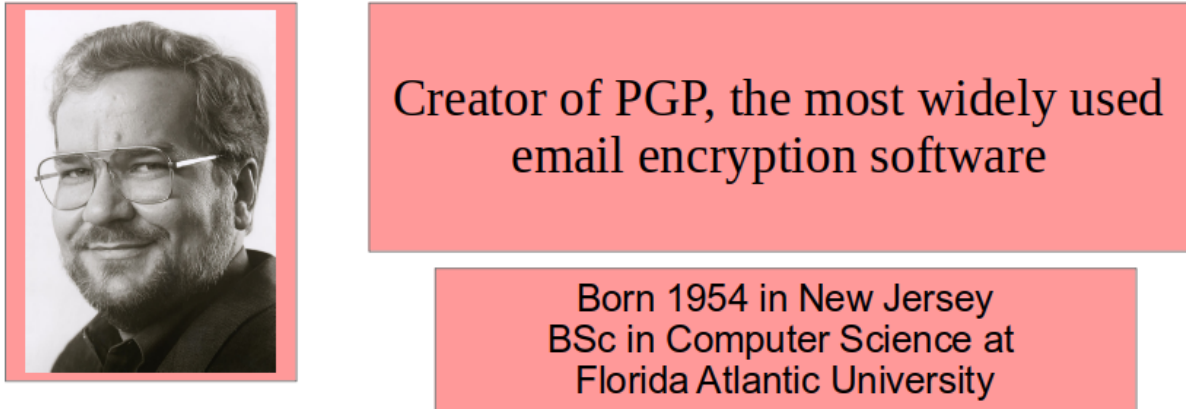 Creator of PGP, the most widely used
email encryption software
Born 1954 in New Jersey
BSc in Computer Science at
Florida Atlantic University